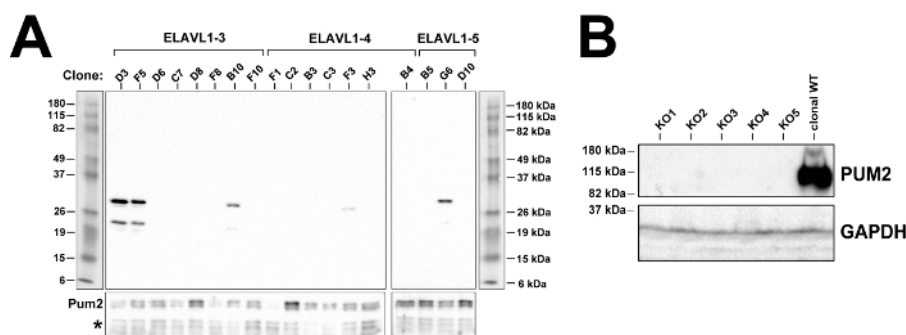 A
ELAVL1-3 ELAVL1-4 ELAVL1-5
Clone: D3 F5 D6 C7 D8 F8 B10 F10 F1 C2 B3 C3 F3 H3 B4 B5 G6 D10
180 180 kDa
115 115 kDa
82 82 kDa
49 49 kDa
37 37 kDa
26 26 kDa
19 19 kDa
15 15 kDa
6 6 kDa
Pum2
*
B
KO1 KO2 KO3 KO4 KO5 clonal WT
180 kDa
115 kDa PUM2
82 kDa
37 kDa
GAPDH